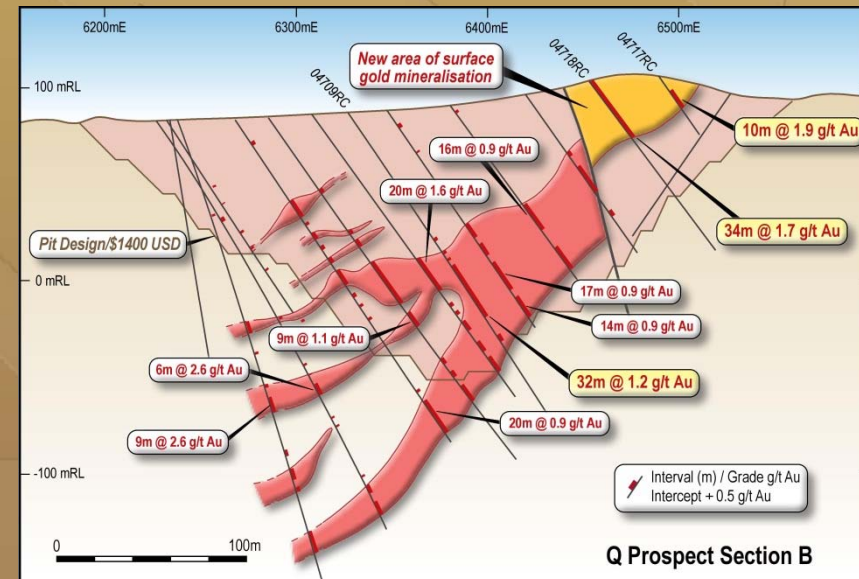 6200mE
6300mE
6400mE
6500mE
04709RC
04718RC
04717RC
New area of surface
gold mineralisation
100 mRL
10m @ 1.9 g/t Au
16m @ 0.9 g/t Au
20m @ 1.6 g/t Au
34m @ 1.7 g/t Au
Pit Design/$1400 USD
0 mRL
17m @ 0.9 g/t Au
14m @ 0.9 g/t Au
9m @ 1.1 g/t Au
6m @ 2.6 g/t Au
32m @ 1.2 g/t Au
20m @ 0.9 g/t Au
9m @ 2.6 g/t Au
-100 mRL
Interval (m) / Grade g/t Au
Intercept + 0.5 g/t Au
0
100m
Q Prospect Section B